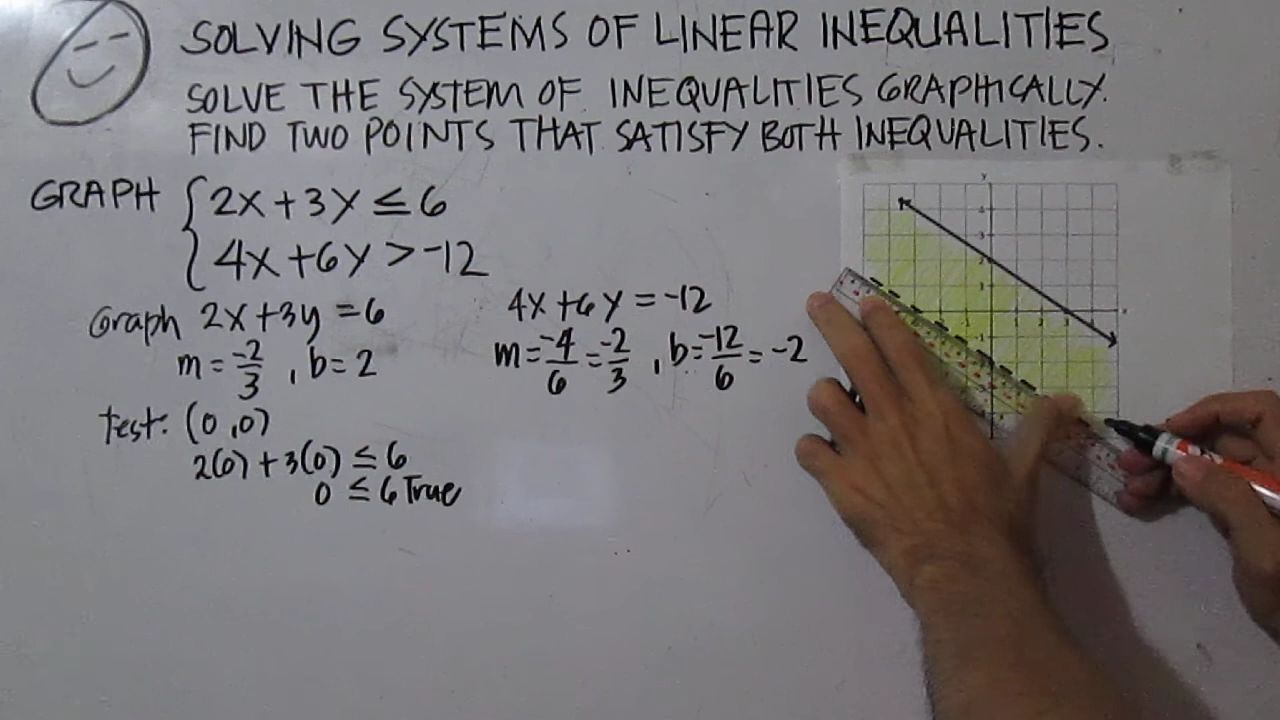 SOLVING SYSTEMS OF LINEAR INEQUALITIES
SOLVE THE SYSTEM OF INEQUALITIES GRAPHICALLY.
FIND TWO POINTS THAT SATISFY BOTH INEQUALITIES.
GRAPH { 2X + 3Y ≤ 6
4X + 6Y > -12
Graph 2x + 3y = 6
m = -2/3 , b = 2
test: (0,0)
2(0) + 3(0) ≤ 6
0 ≤ 6 True
4X + 6Y = -12
m = -4/6 = -2/3 , b = -12/6 = -2